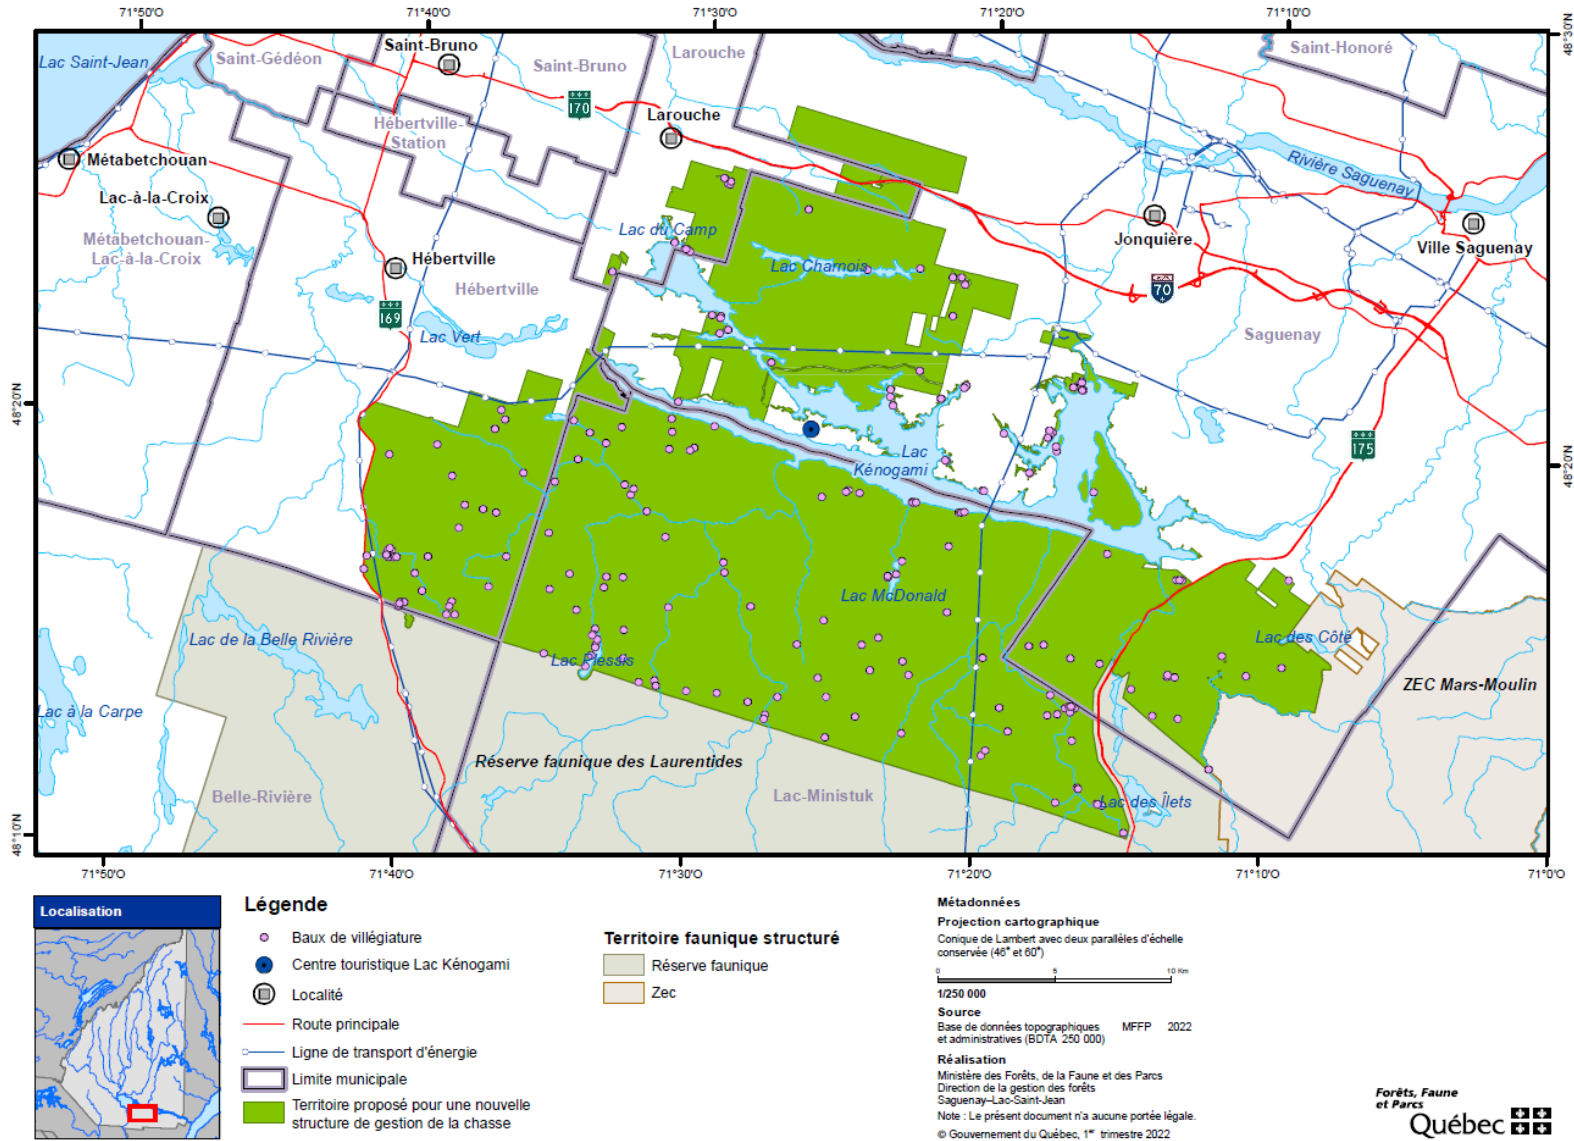 71°50'O
71°40'O
71°30'O
71°20'O
71°10'O
48°30'N
Lac Saint-Jean
Saint-Gédéon
Saint-Bruno
Saint-Bruno
Larouche
Saint-Honoré
170
Hébertville-
Station
Larouche
Métabetchouan
Rivière Saguenay
Lac-à-la-Croix
Métabetchouan-
Lac-à-la-Croix
Lac du Camp
Jonquière
Ville Saguenay
Hébertville
Hébertville
Lac Charnois
70
169
Lac Vert
Saguenay
48°20'N
175
48°20'N
Lac
Kénogami
Lac McDonald
Lac de la Belle Rivière
Lac Plessis
Lac des Côté
ZEC Mars-Moulin
Lac à la Carpe
Réserve faunique des Laurentides
Belle-Rivière
Lac-Ministuk
Lac des Îlets
48°10'N
71°50'O
71°40'O
71°30'O
71°20'O
71°10'O
71°0'O
Localisation
Légende
Baux de villégiature
Centre touristique Lac Kénogami
Localité
Route principale
Ligne de transport d'énergie
Limite municipale
Territoire proposé pour une nouvelle
structure de gestion de la chasse
Territoire faunique structuré
Réserve faunique
Zec
Métadonnées
Projection cartographique
Conique de Lambert avec deux parallèles d'échelle
conservée (46° et 60°)
0 5 10 Km
1/250 000
Source
Base de données topographiques MFFP 2022
et administratives (BDTA 250 000)
Réalisation
Ministère des Forêts, de la Faune et des Parcs
Direction de la gestion des forêts
Saguenay–Lac-Saint-Jean
Note : Le présent document n'a aucune portée légale.
© Gouvernement du Québec, 1er trimestre 2022
Forêts, Faune
et Parcs
Québec